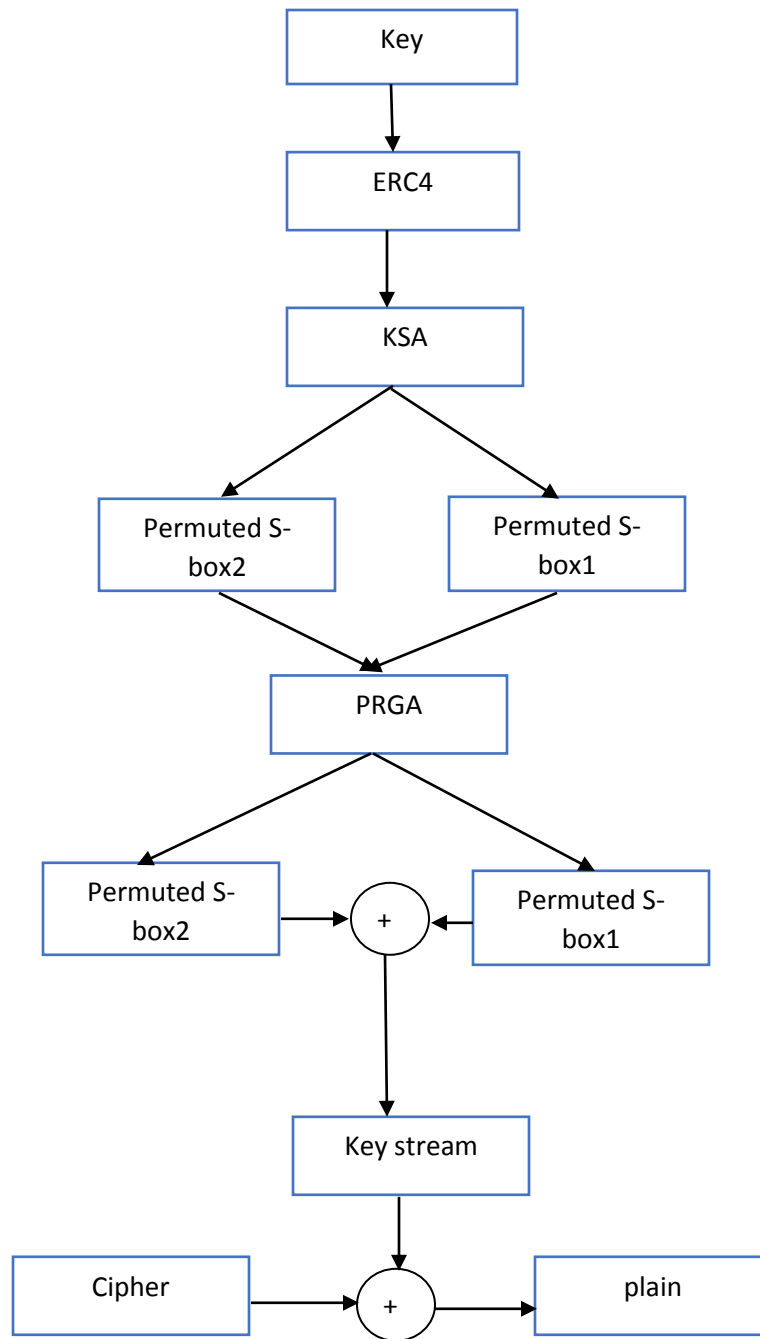 Key
ERC4
KSA
Permuted S-
box2
Permuted S-
box1
PRGA
Permuted S-
box2
+
Permuted S-
box1
Key stream
Cipher
+
plain